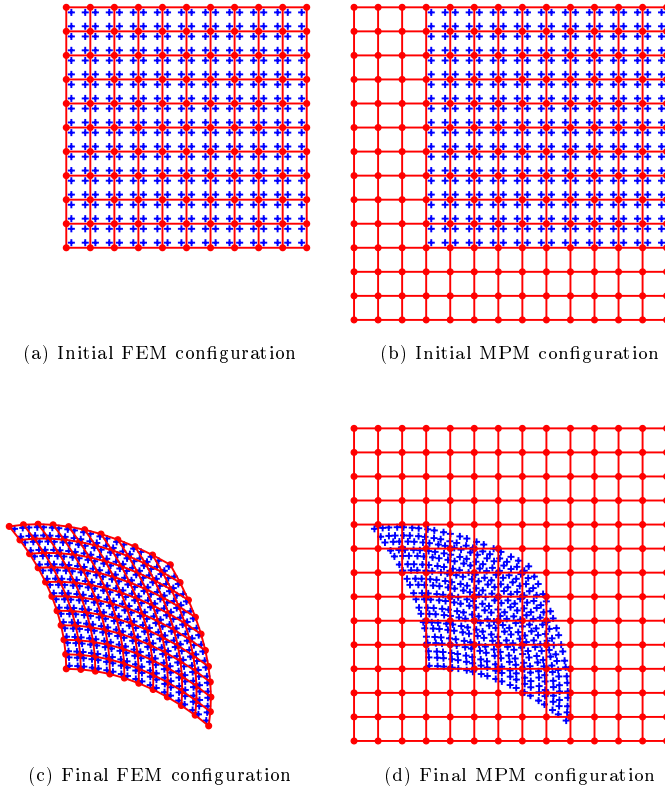 (a) Initial FEM configuration
(b) Initial MPM configuration
(c) Final FEM configuration
(d) Final MPM configuration